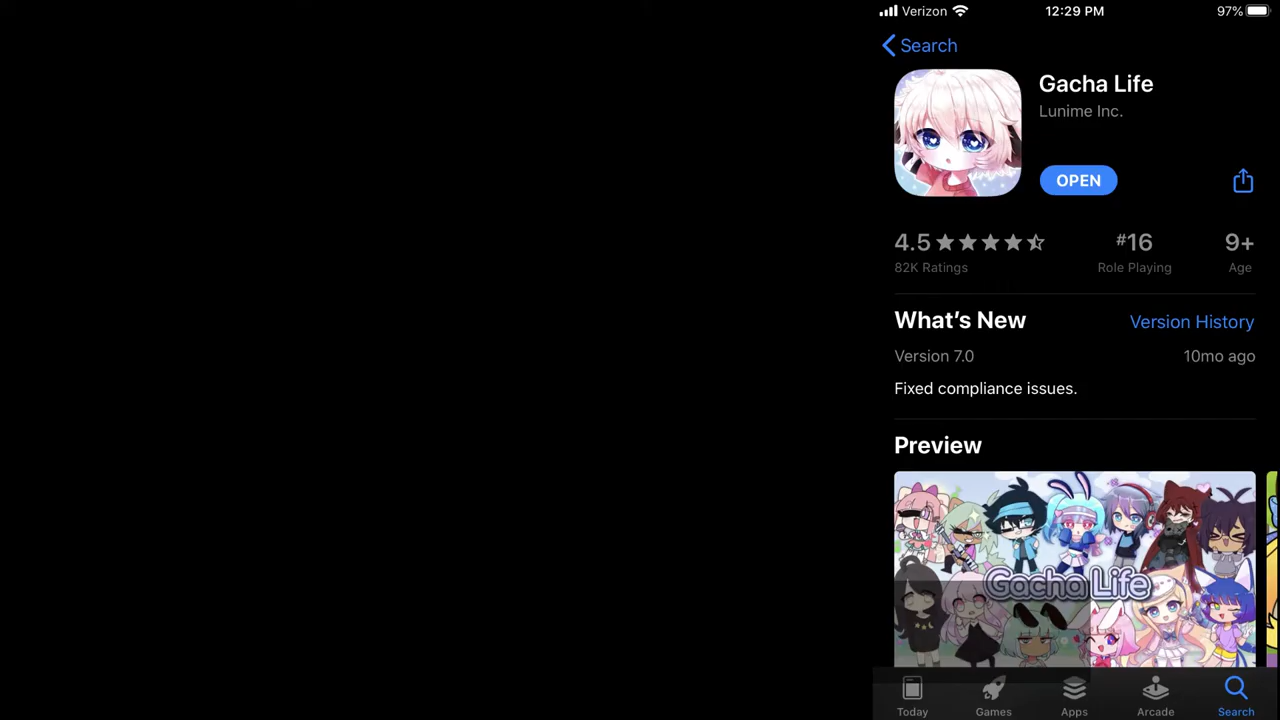 Verizon 12:29 PM 97%
Search
Gacha Life
Lunime Inc.
OPEN
4.5 #16 9+
82K Ratings Role Playing Age
What's New Version History
Version 7.0 10mo ago
Fixed compliance issues.
Preview
Gacha Life
Today Games Apps Arcade Search